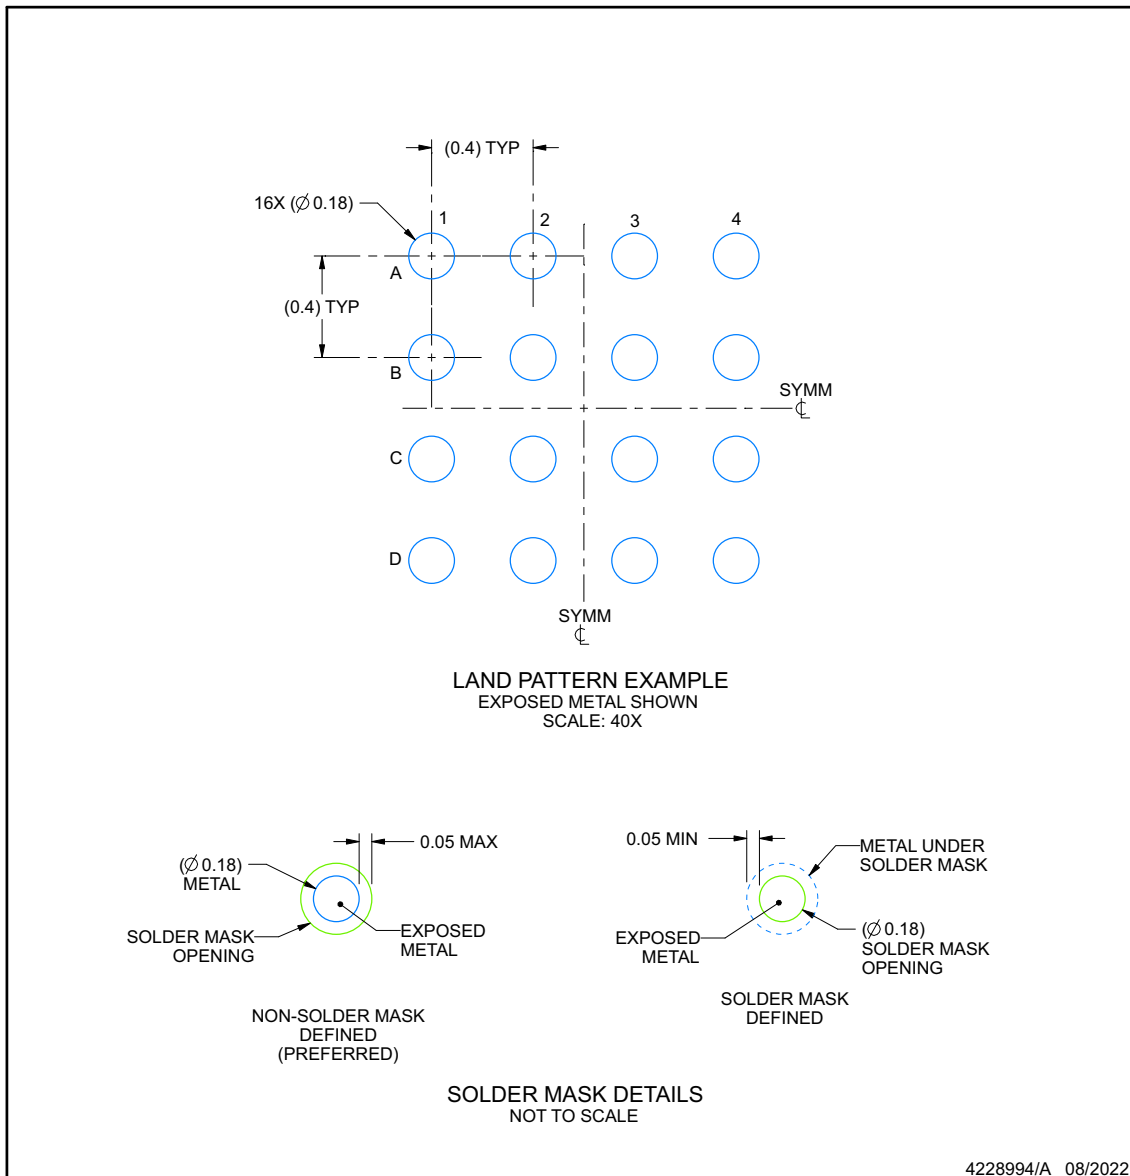 (0.4) TYP
16X (∅ 0.18)
1
2
3
4
A
(0.4) TYP
B
SYMM
℄
C
D
SYMM
℄
LAND PATTERN EXAMPLE
EXPOSED METAL SHOWN
SCALE: 40X
0.05 MAX
(∅ 0.18)
METAL
EXPOSED
METAL
SOLDER MASK
OPENING
NON-SOLDER MASK
DEFINED
(PREFERRED)
0.05 MIN
METAL UNDER
SOLDER MASK
EXPOSED
METAL
(∅ 0.18)
SOLDER MASK
OPENING
SOLDER MASK
DEFINED
SOLDER MASK DETAILS
NOT TO SCALE
4228994/A 08/2022